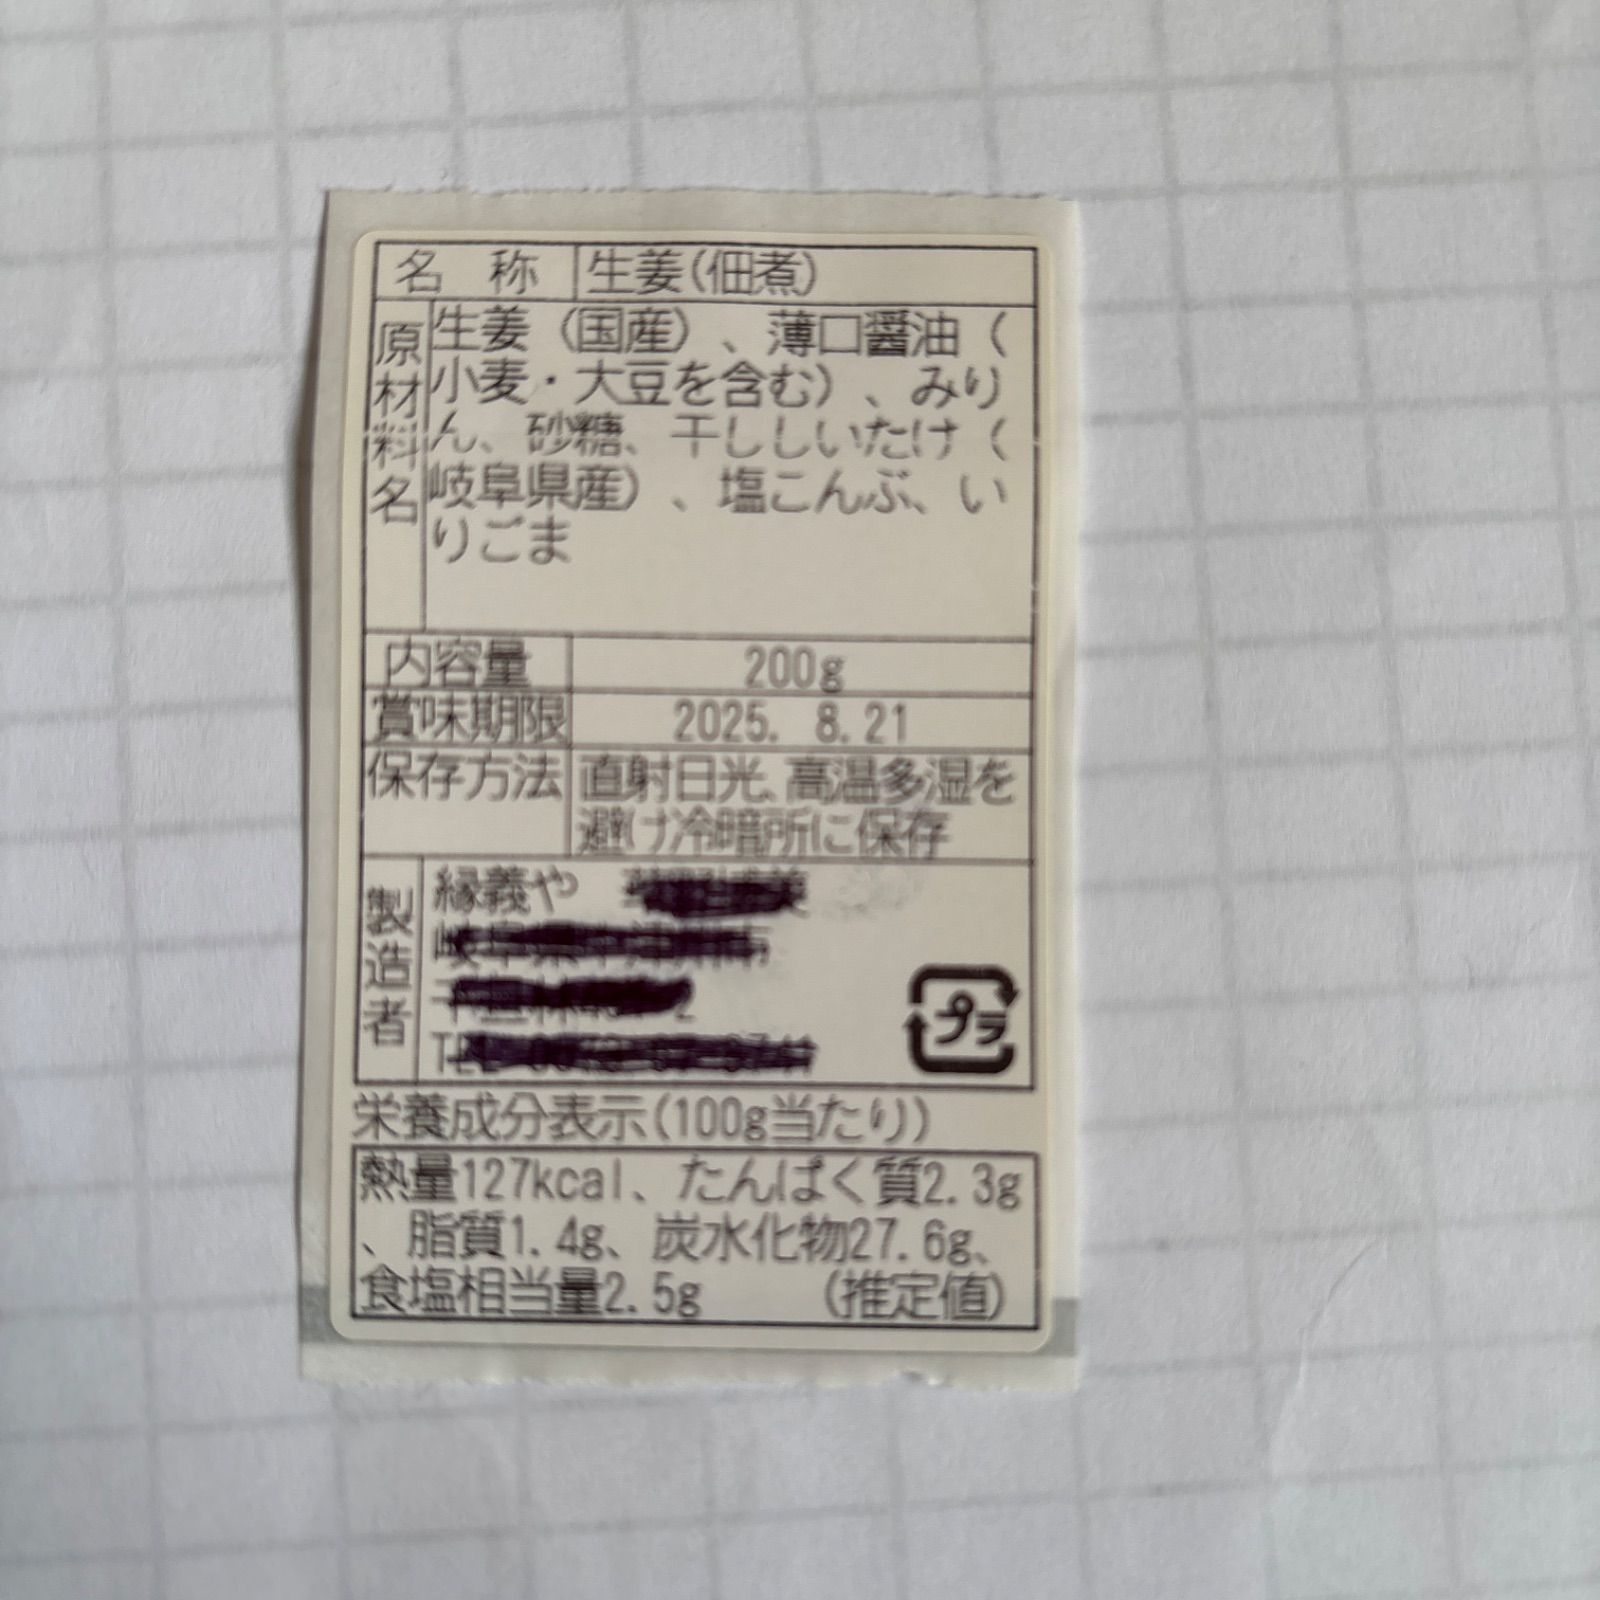 名 称 生姜(佃煮)
原材料名
生姜(国産)、薄口醤油(
小麦・大豆を含む)、みり
ん、砂糖、干ししいたけ(
岐阜県産)、塩こんぶ、い
りごま
内容量 200g
賞味期限 2025. 8.21
保存方法 直射日光、高温多湿を
避け冷暗所に保存
製造者
縁義や
プラ
栄養成分表示(100g当たり)
熱量127kcal、たんぱく質2.3g
、脂質1.4g、炭水化物27.6g、
食塩相当量2.5g (推定値)